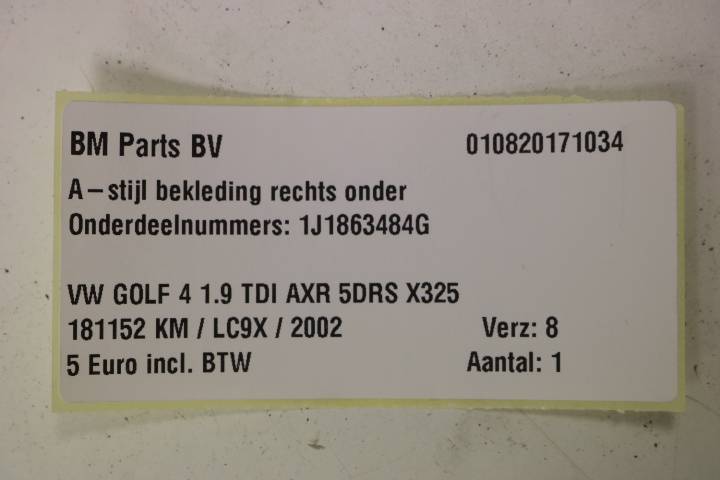 BM Parts BV 010820171034
A-stijl bekleding rechts onder
Onderdeelnummers: 1J1863484G
VW GOLF 4 1.9 TDI AXR 5DRS X325
181152 KM / LC9X / 2002 Verz: 8
5 Euro incl. BTW Aantal: 1